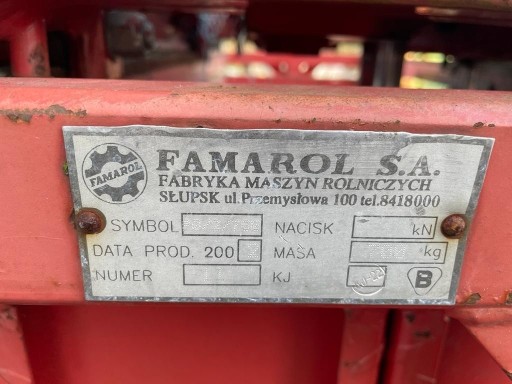 FAMAROL
FAMAROL S.A.
FABRYKA MASZYN ROLNICZYCH
SŁUPSK ul.Przemysłowa 100 tel.8418000
SYMBOL NACISK kN
DATA PROD. 200 MASA kg
NUMER KJ B